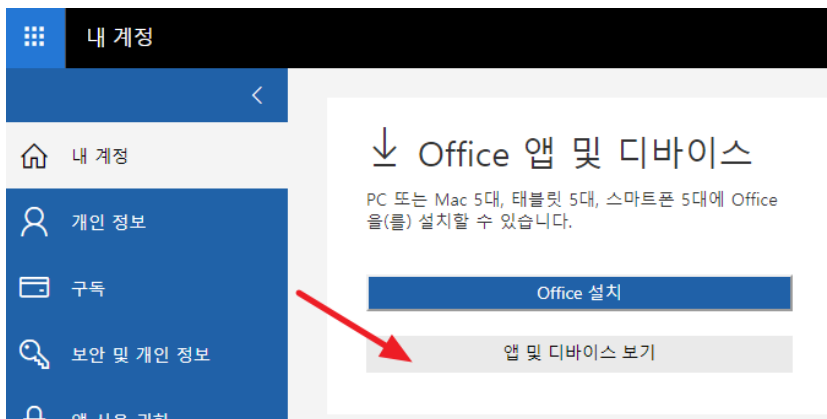 내 계정
내 계정
개인 정보
구독
보안 및 개인 정보
Office 앱 및 디바이스
PC 또는 Mac 5대, 태블릿 5대, 스마트폰 5대에 Office
을(를) 설치할 수 있습니다.
Office 설치
앱 및 디바이스 보기